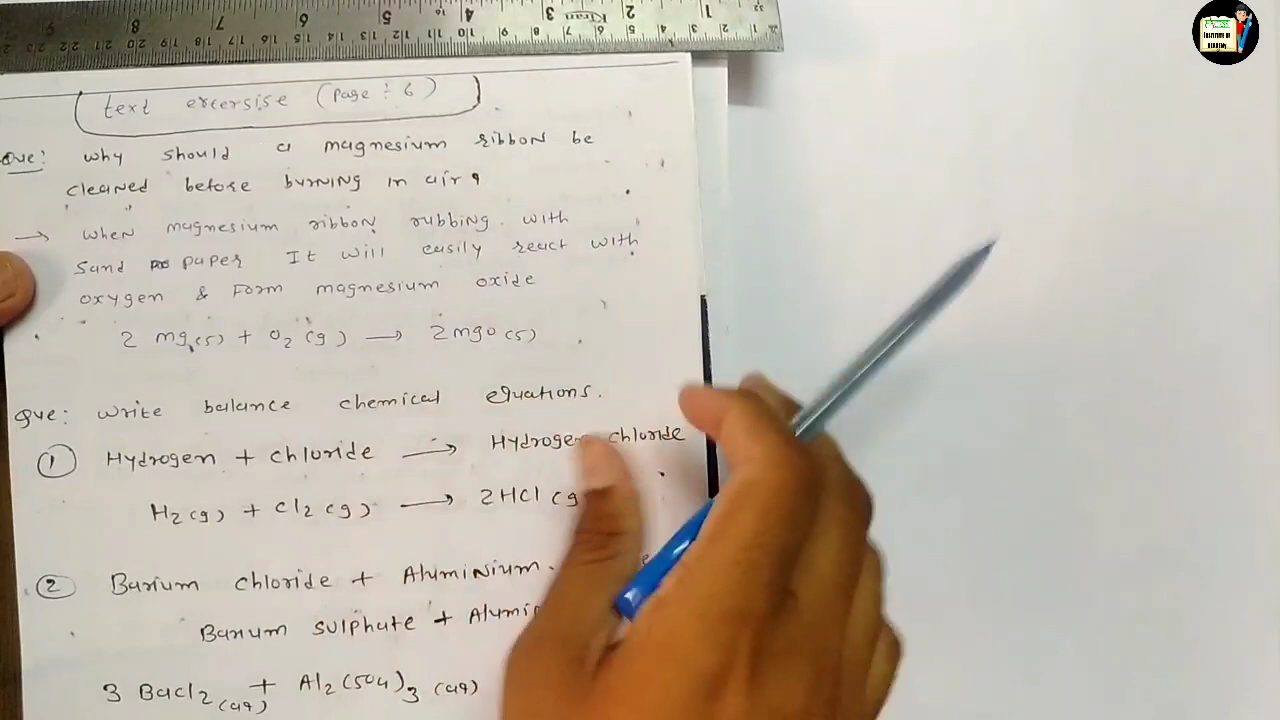 text excersise (Page : 6)
Que: Why should a magnesium ribbon be
cleaned before burning in air ?
→ When magnesium ribbon rubbing with
sand paper It will easily react with
oxygen & Form magnesium oxide
2 mg(s) + O2 (g) → 2 mgo (s)
Que: Write balance chemical equations.
① Hydrogen + chloride → Hydrogen chloride
H2(g) + Cl2 (g) → 2HCl (g
② Barium chloride + Aluminium
Barium sulphate + Alumin
3 BaCl2 (aq) + Al2(SO4)3 (aq)